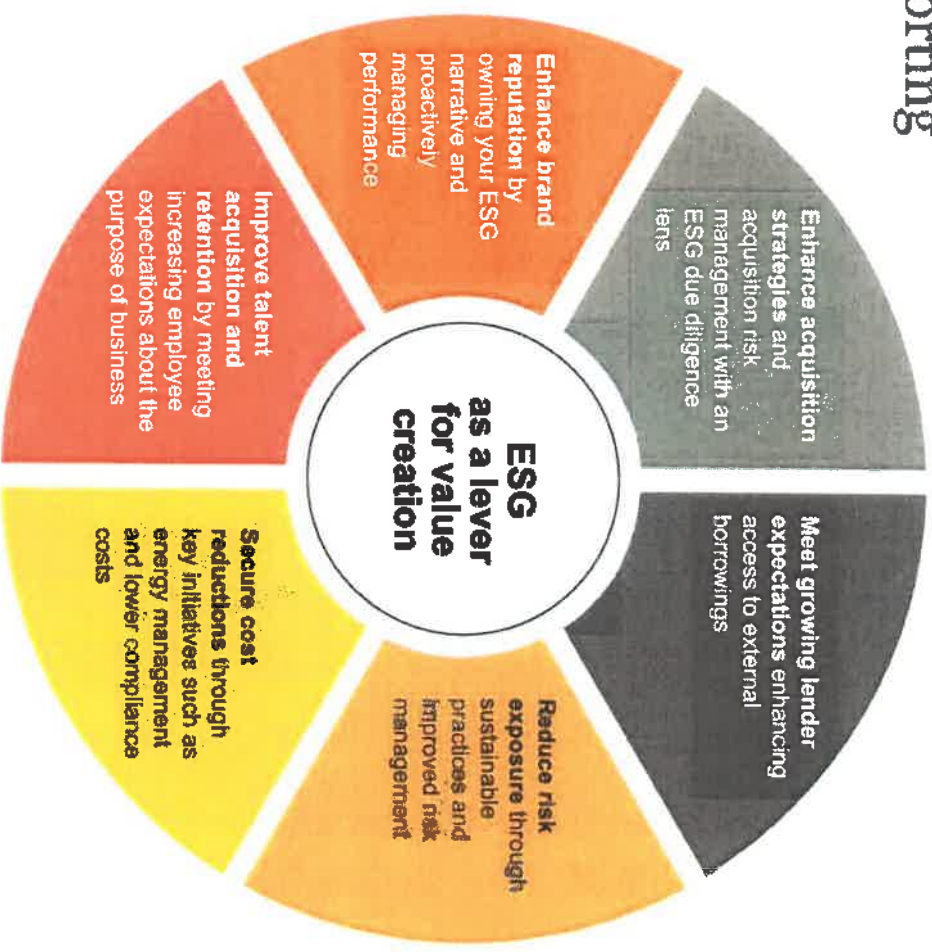 orting
Enhance acquisition
strategies and
acquisition risk
management with an
ESG due diligence
lens
Meet growing lender
expectations enhancing
access to external
borrowings
Reduce risk
exposure through
sustainable
practices and
improved risk
management
Secure cost
reductions through
key initiatives such as
energy management
and lower compliance
costs
Improve talent
acquisition and
retention by meeting
increasing employee
expectations about the
purpose of business
Enhance brand
reputation by
owning your ESG
narrative and
proactively
managing
performance
ESG
as a lever
for value
creation